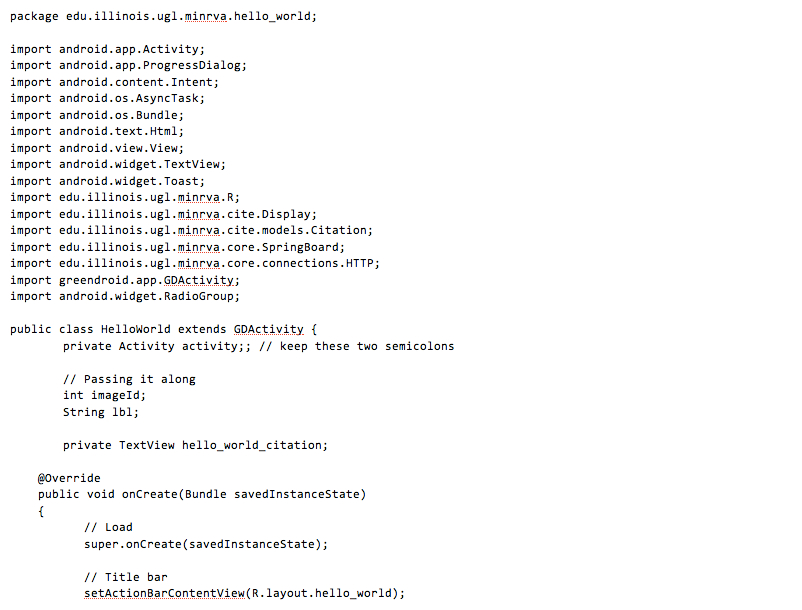 package edu.illinois.ugl.minrva.hello_world;
import android.app.Activity;
import android.app.ProgressDialog;
import android.content.Intent;
import android.os.AsyncTask;
import android.os.Bundle;
import android.text.Html;
import android.view.View;
import android.widget.TextView;
import android.widget.Toast;
import edu.illinois.ugl.minrva.R;
import edu.illinois.ugl.minrva.cite.Display;
import edu.illinois.ugl.minrva.cite.models.Citation;
import edu.illinois.ugl.minrva.core.SpringBoard;
import edu.illinois.ugl.minrva.core.connections.HTTP;
import greendroid.app.GDActivity;
import android.widget.RadioGroup;
public class HelloWorld extends GDActivity {
private Activity activity;; // keep these two semicolons
// Passing it along
int imageId;
String lbl;
private TextView hello_world_citation;
@Override
public void onCreate(Bundle savedInstanceState)
{
// Load
super.onCreate(savedInstanceState);
// Title bar
setActionBarContentView(R.layout.hello_world);